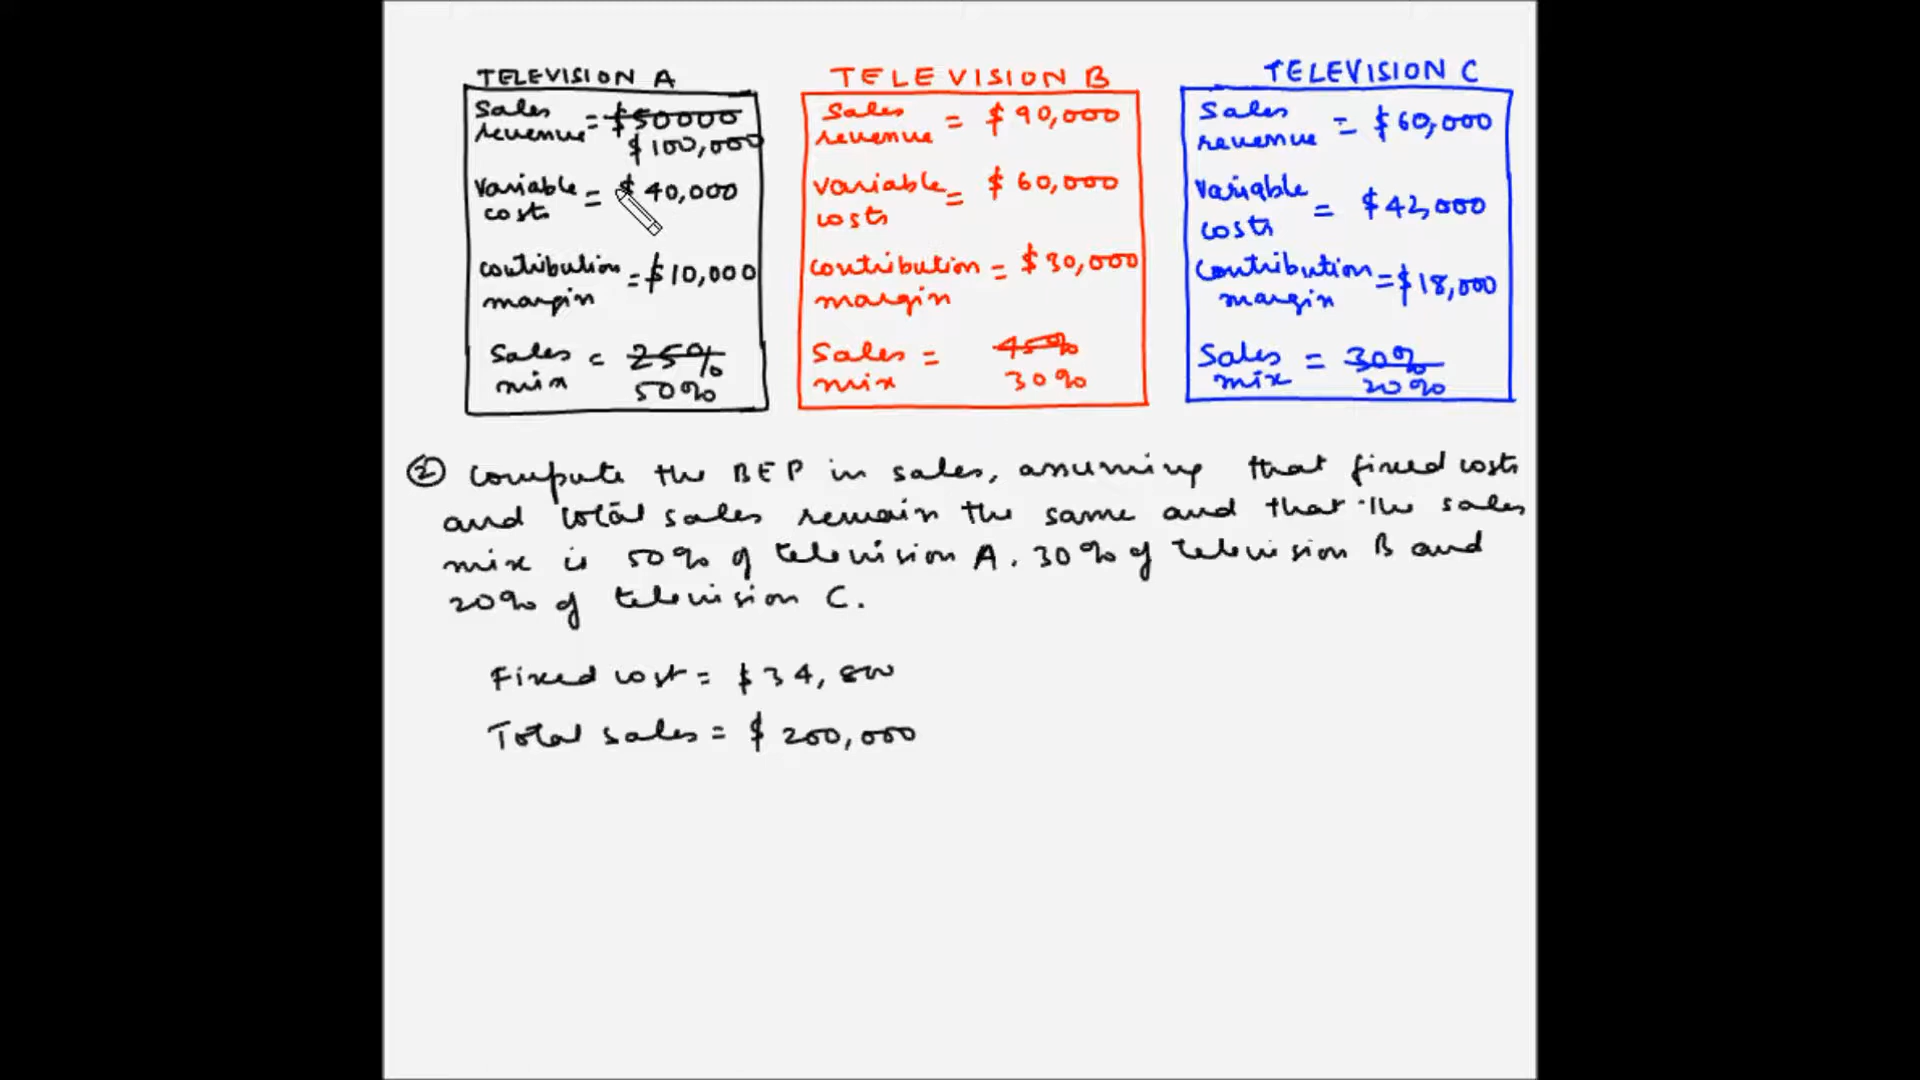 TELEVISION A
Sales revenue = $50000
$100,000
Variable costs = $40,000
Contribution margin = $10,000
Sales mix = 25%
50%
TELEVISION B
Sales revenue = $90,000
Variable costs = $60,000
Contribution margin = $30,000
Sales mix = 45%
30%
TELEVISION C
Sales revenue = $60,000
Variable costs = $42,000
Contribution margin = $18,000
Sales mix = 30%
20%
② Compute the BEP in sales, assuming that fixed costs
and total sales remain the same and that the sales
mix is 50% of television A, 30% of television B and
20% of television C.
Fixed cost = $34,800
Total sales = $200,000